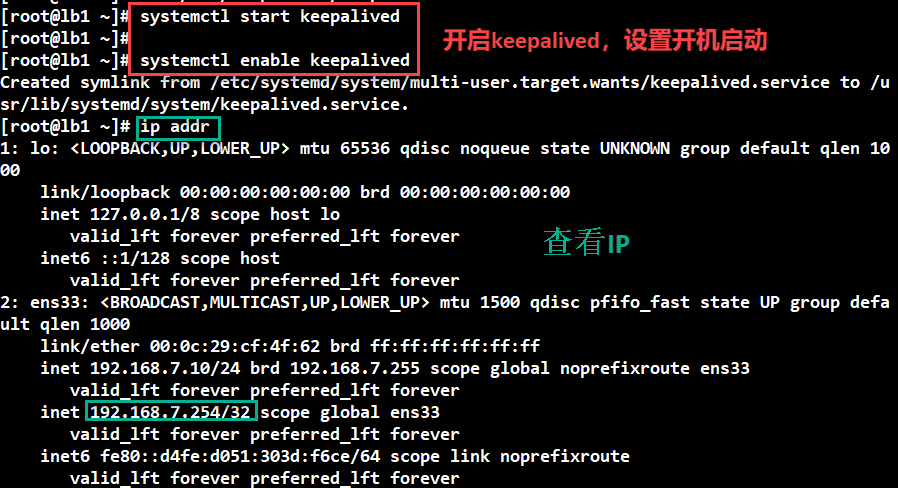 [root@lb1 ~]# systemctl start keepalived
[root@lb1 ~]#
[root@lb1 ~]# systemctl enable keepalived
开启keepalived，设置开机启动
Created symlink from /etc/systemd/system/multi-user.target.wants/keepalived.service to /u
sr/lib/systemd/system/keepalived.service.
[root@lb1 ~]# ip addr
1: lo: <LOOPBACK,UP,LOWER_UP> mtu 65536 qdisc noqueue state UNKNOWN group default qlen 10
00
    link/loopback 00:00:00:00:00:00 brd 00:00:00:00:00:00
    inet 127.0.0.1/8 scope host lo
       valid_lft forever preferred_lft forever
查看IP
    inet6 ::1/128 scope host
       valid_lft forever preferred_lft forever
2: ens33: <BROADCAST,MULTICAST,UP,LOWER_UP> mtu 1500 qdisc pfifo_fast state UP group defa
ult qlen 1000
    link/ether 00:0c:29:cf:4f:62 brd ff:ff:ff:ff:ff:ff
    inet 192.168.7.10/24 brd 192.168.7.255 scope global noprefixroute ens33
       valid_lft forever preferred_lft forever
    inet 192.168.7.254/32 scope global ens33
       valid_lft forever preferred_lft forever
    inet6 fe80::d4fe:d051:303d:f6ce/64 scope link noprefixroute
       valid_lft forever preferred_lft forever